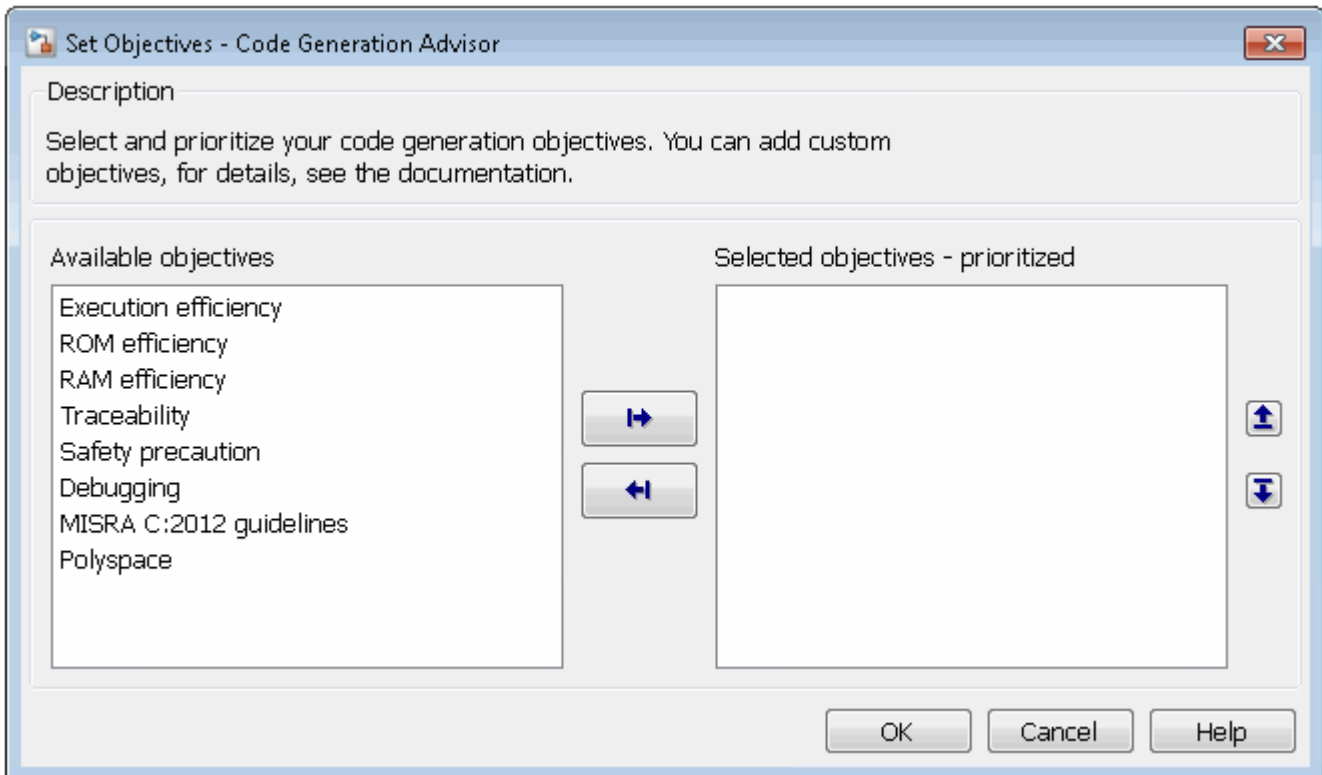 Set Objectives - Code Generation Advisor
Description
Select and prioritize your code generation objectives. You can add custom
objectives, for details, see the documentation.
Available objectives
Selected objectives - prioritized
Execution efficiency
ROM efficiency
RAM efficiency
Traceability
Safety precaution
Debugging
MISRA C:2012 guidelines
Polyspace
OK
Cancel
Help